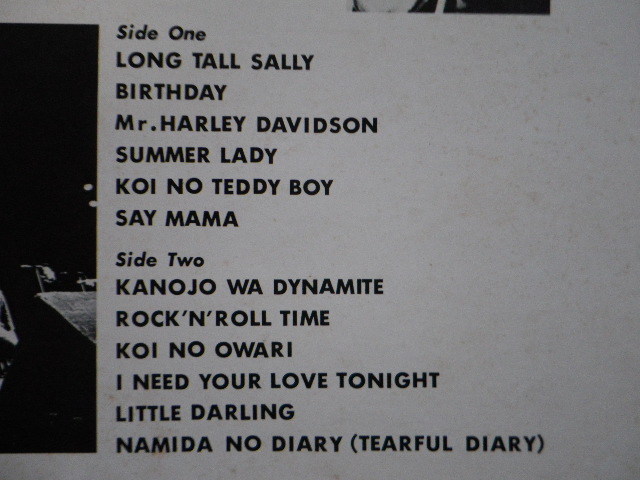 Side One
LONG TALL SALLY
BIRTHDAY
Mr.HARLEY DAVIDSON
SUMMER LADY
KOI NO TEDDY BOY
SAY MAMA
Side Two
KANOJO WA DYNAMITE
ROCK'N'ROLL TIME
KOI NO OWARI
I NEED YOUR LOVE TONIGHT
LITTLE DARLING
NAMIDA NO DIARY (TEARFUL DIARY)